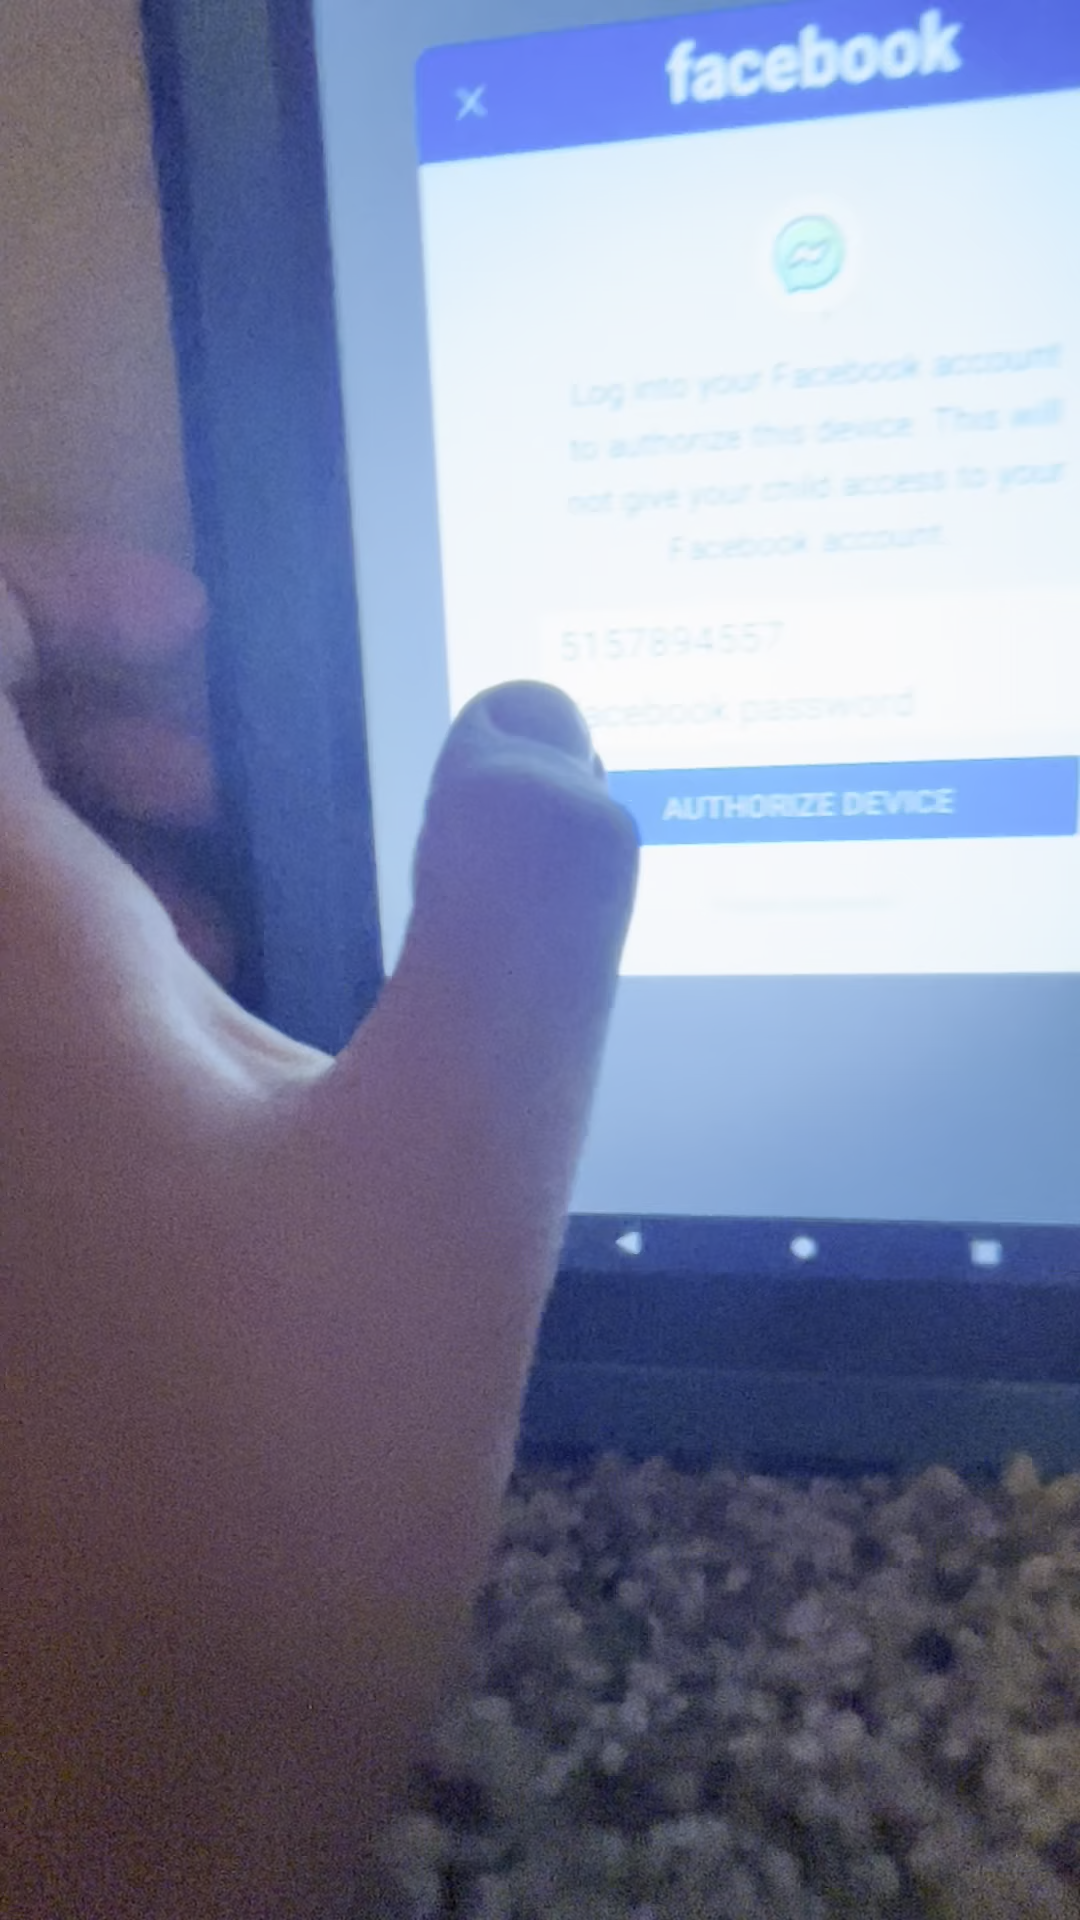 facebook
Log into your Facebook account
to authorize this device. This will
not give your child access to your
Facebook account.
5157894557
acebook password
AUTHORIZE DEVICE